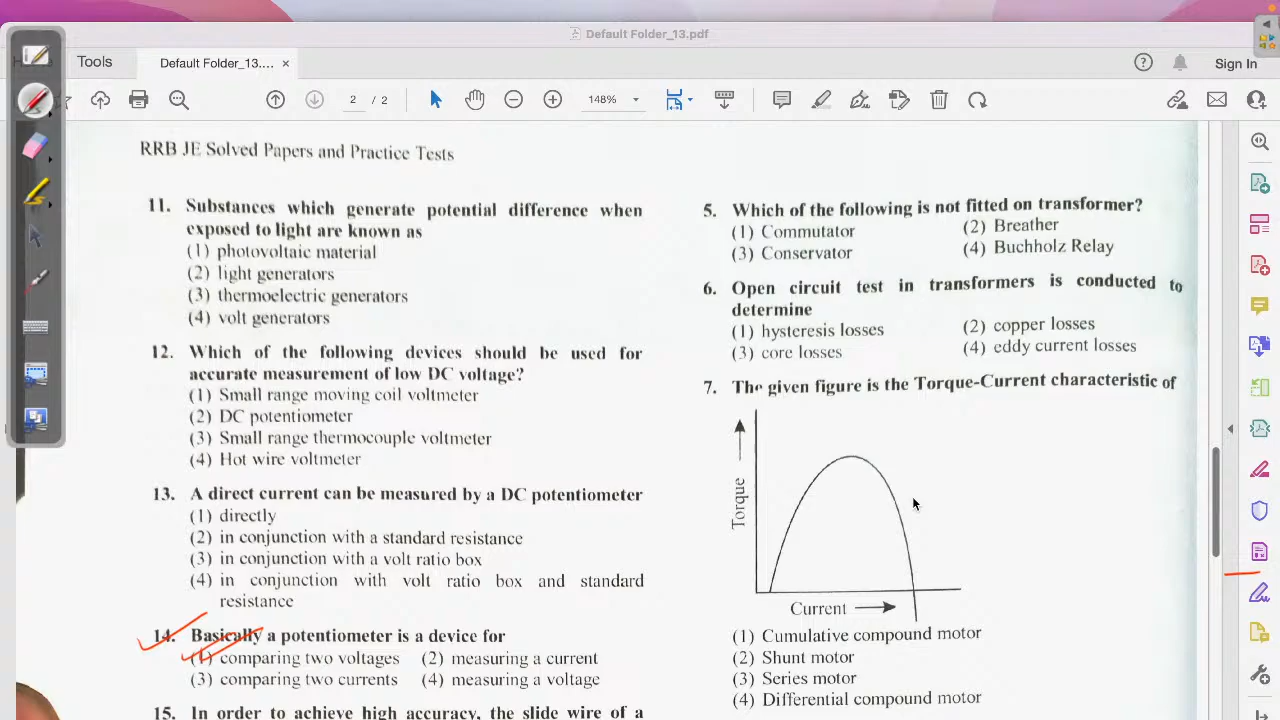 Default Folder_13.pdf
Tools
Default Folder_13....
×
Sign In
2 / 2
148%
RRB JE Solved Papers and Practice Tests
11. Substances which generate potential difference when
exposed to light are known as
(1) photovoltaic material
(2) light generators
(3) thermoelectric generators
(4) volt generators
12. Which of the following devices should be used for
accurate measurement of low DC voltage?
(1) Small range moving coil voltmeter
(2) DC potentiometer
(3) Small range thermocouple voltmeter
(4) Hot wire voltmeter
13. A direct current can be measured by a DC potentiometer
(1) directly
(2) in conjunction with a standard resistance
(3) in conjunction with a volt ratio box
(4) in conjunction with volt ratio box and standard
resistance
14. Basically a potentiometer is a device for
(1) comparing two voltages (2) measuring a current
(3) comparing two currents (4) measuring a voltage
15. In order to achieve high accuracy, the slide wire of a
5. Which of the following is not fitted on transformer?
(1) Commutator (2) Breather
(3) Conservator (4) Buchholz Relay
6. Open circuit test in transformers is conducted to
determine
(1) hysteresis losses (2) copper losses
(3) core losses (4) eddy current losses
7. The given figure is the Torque-Current characteristic of
Torque
Current
(1) Cumulative compound motor
(2) Shunt motor
(3) Series motor
(4) Differential compound motor